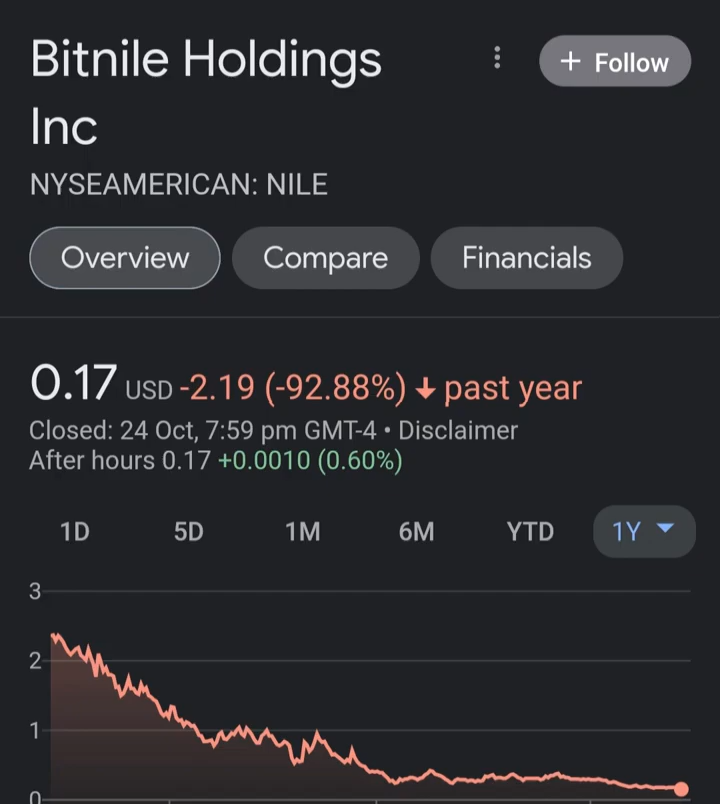 Bitnile Holdings
Inc
+ Follow
NYSEAMERICAN: NILE
Overview
Compare
Financials
0.17 USD -2.19 (-92.88%) ↓ past year
Closed: 24 Oct, 7:59 pm GMT-4 • Disclaimer
After hours 0.17 +0.0010 (0.60%)
1D 5D 1M 6M YTD 1Y
3
2
1
0